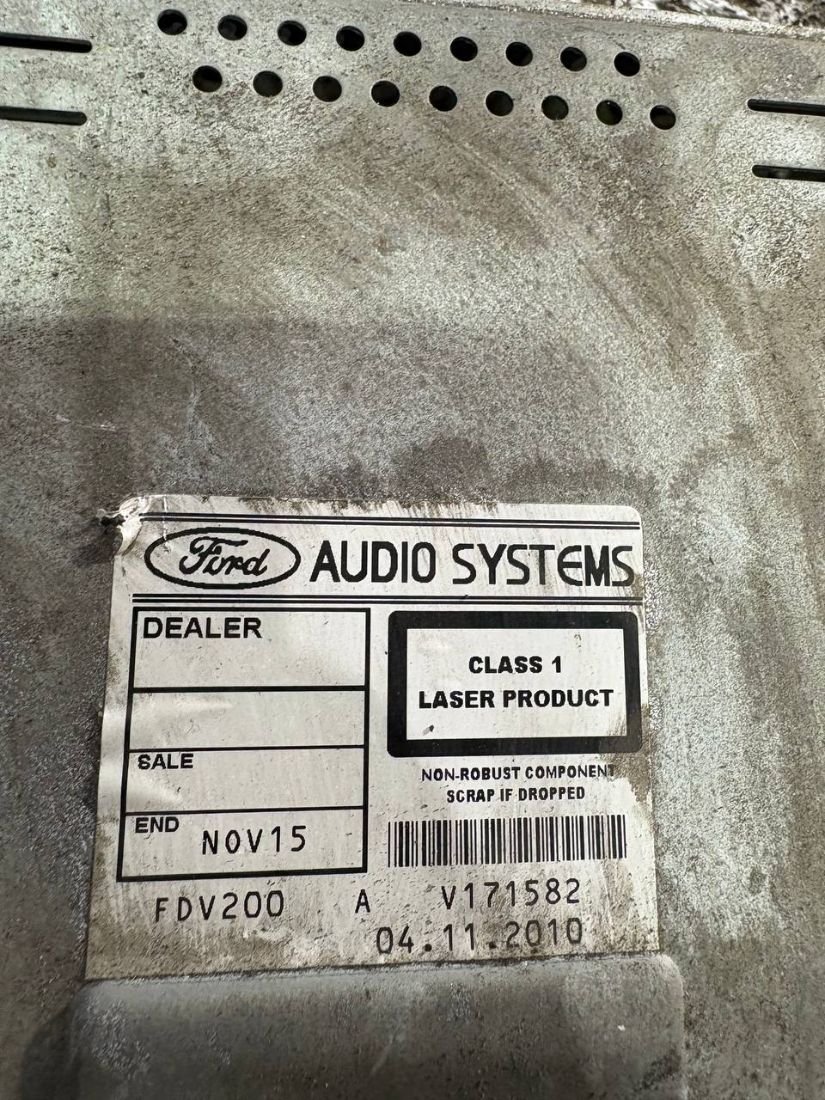 Ford AUDIO SYSTEMS
DEALER
CLASS 1
LASER PRODUCT
SALE
NON-ROBUST COMPONENT
SCRAP IF DROPPED
END NOV15
FDV200 A V171582
04.11.2010